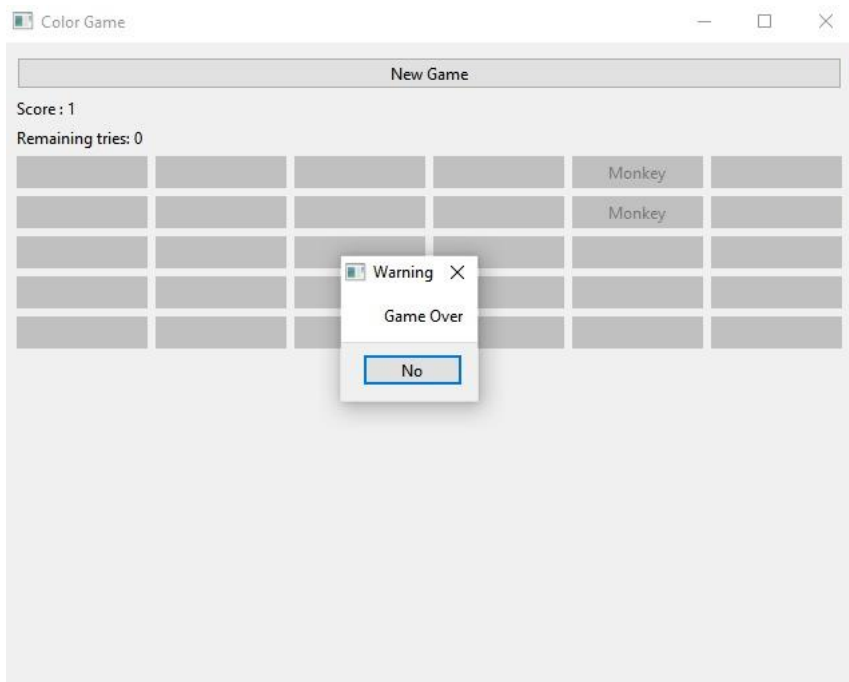 Color Game
New Game
Score : 1
Remaining tries: 0
Monkey
Monkey
Warning
Game Over
No